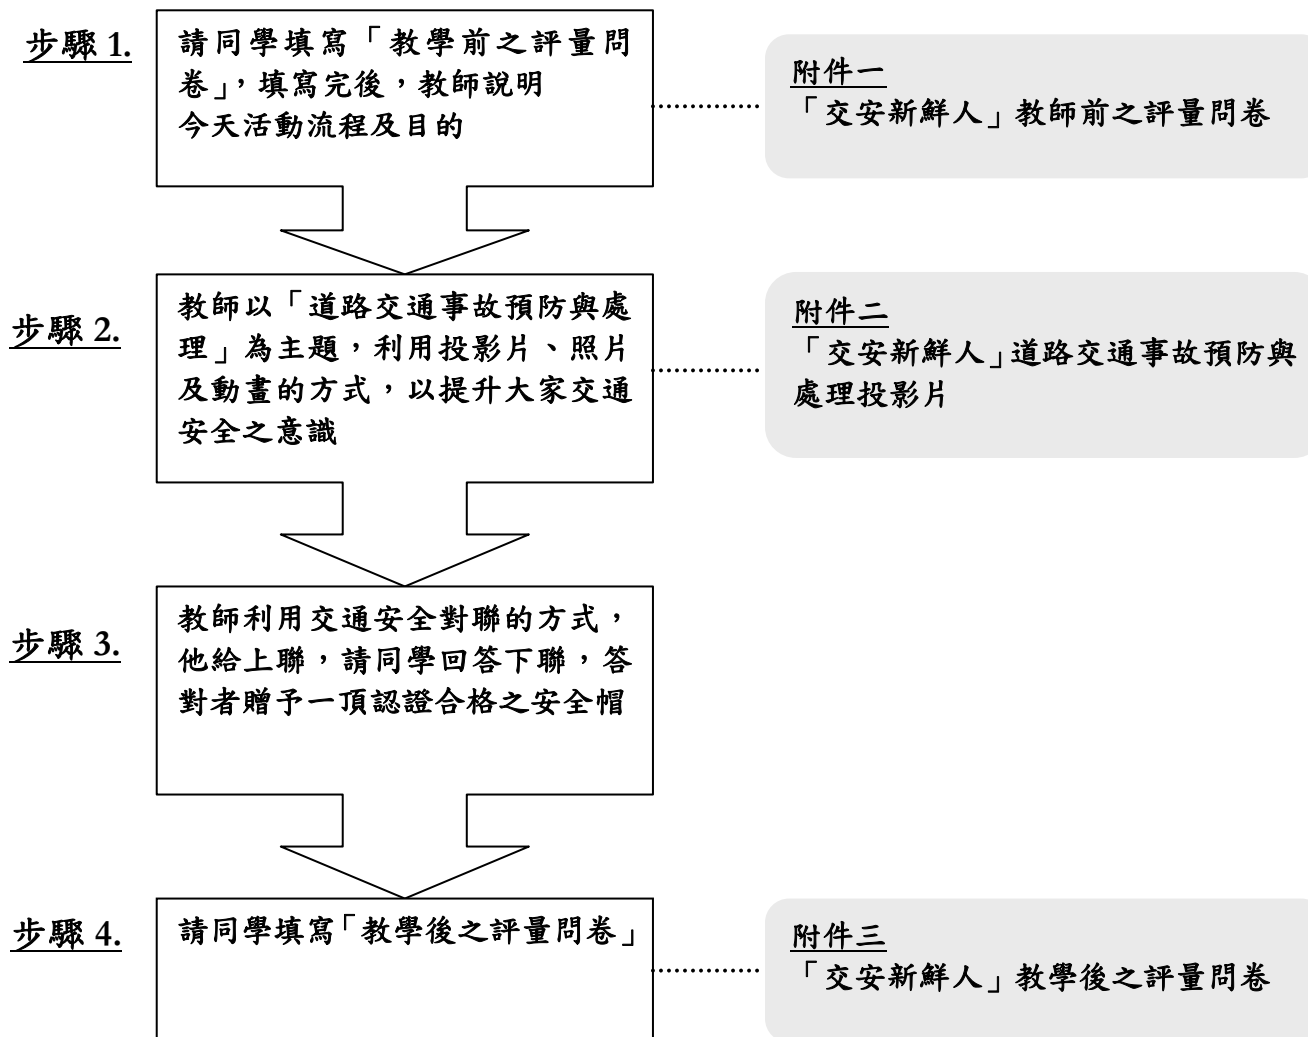 步驟 1.
請同學填寫「教學前之評量問
卷」，填寫完後，教師說明
今天活動流程及目的
附件一
「交安新鮮人」教師前之評量問卷
步驟 2.
教師以「道路交通事故預防與處
理」為主題，利用投影片、照片
及動畫的方式，以提升大家交通
安全之意識
附件二
「交安新鮮人」道路交通事故預防與
處理投影片
步驟 3.
教師利用交通安全對聯的方式，
他給上聯，請同學回答下聯，答
對者贈予一頂認證合格之安全帽
步驟 4.
請同學填寫「教學後之評量問卷」
附件三
「交安新鮮人」教學後之評量問卷